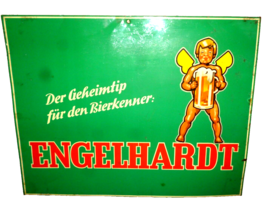 Der Geheimtip
für den Bierkenner:
ENGELHARDT